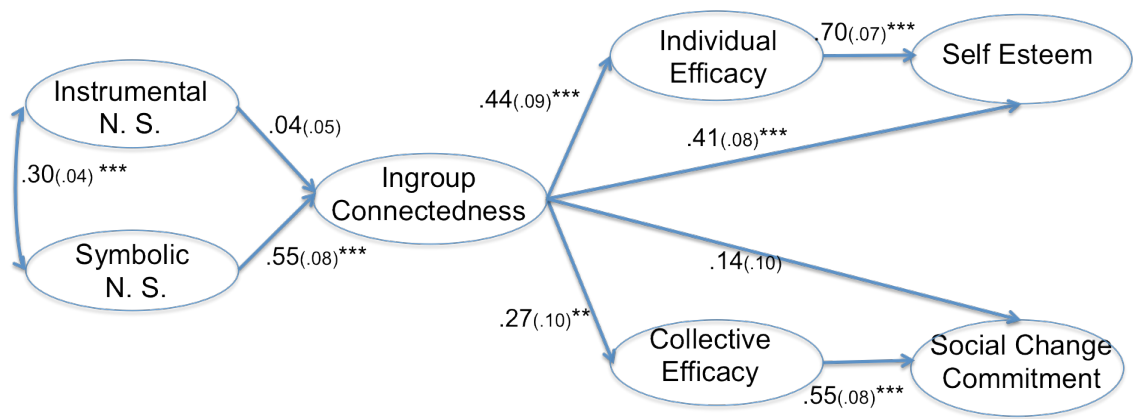 Instrumental
N. S.
.30(.04) ***
Symbolic
N. S.
.04(.05)
.55(.08)***
Ingroup
Connectedness
.44(.09)***
.27(.10)**
Individual
Efficacy
.70(.07)***
Self Esteem
.41(.08)***
.14(.10)
Collective
Efficacy
.55(.08)***
Social Change
Commitment